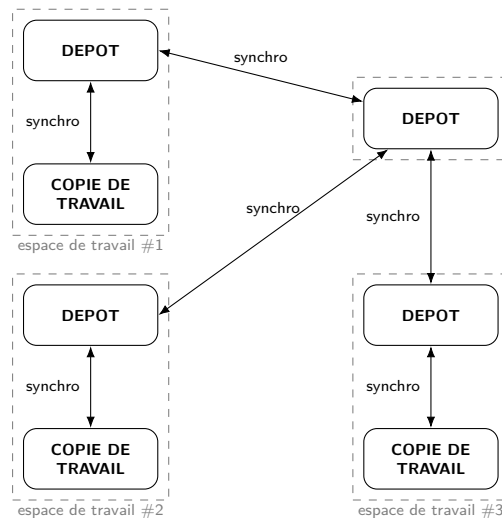 DEPOT
synchro
DEPOT
synchro
COPIE DE
TRAVAIL
espace de travail #1
synchro
synchro
DEPOT
DEPOT
synchro
synchro
COPIE DE
TRAVAIL
COPIE DE
TRAVAIL
espace de travail #2
espace de travail #3